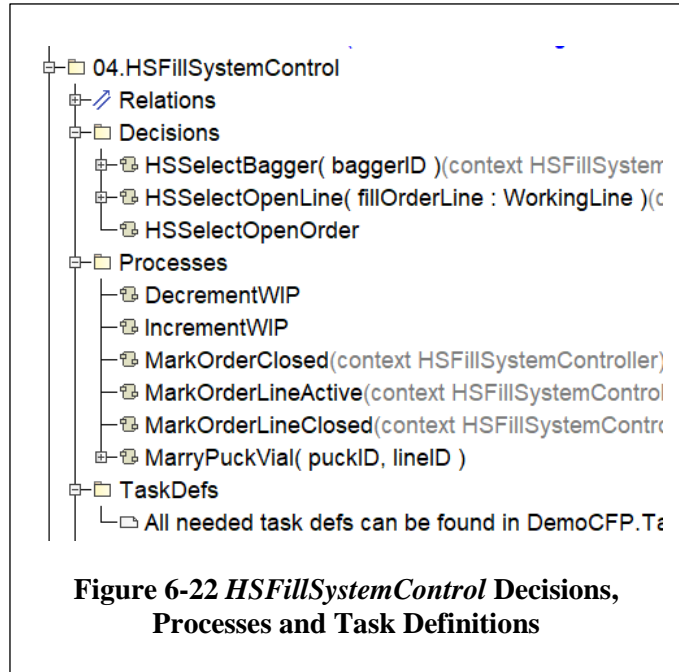 04.HSFillSystemControl
Relations
Decisions
HSSelectBagger( baggerID )(context HSFillSystem
HSSelectOpenLine( fillOrderLine : WorkingLine )(c
HSSelectOpenOrder
Processes
DecrementWIP
IncrementWIP
MarkOrderClosed(context HSFillSystemController)
MarkOrderLineActive(context HSFillSystemControl
MarkOrderLineClosed(context HSFillSystemContro
MarryPuckVial( puckID, lineID )
TaskDefs
All needed task defs can be found in DemoCFP.Ta
Figure 6-22 HSFillSystemControl Decisions,
Processes and Task Definitions